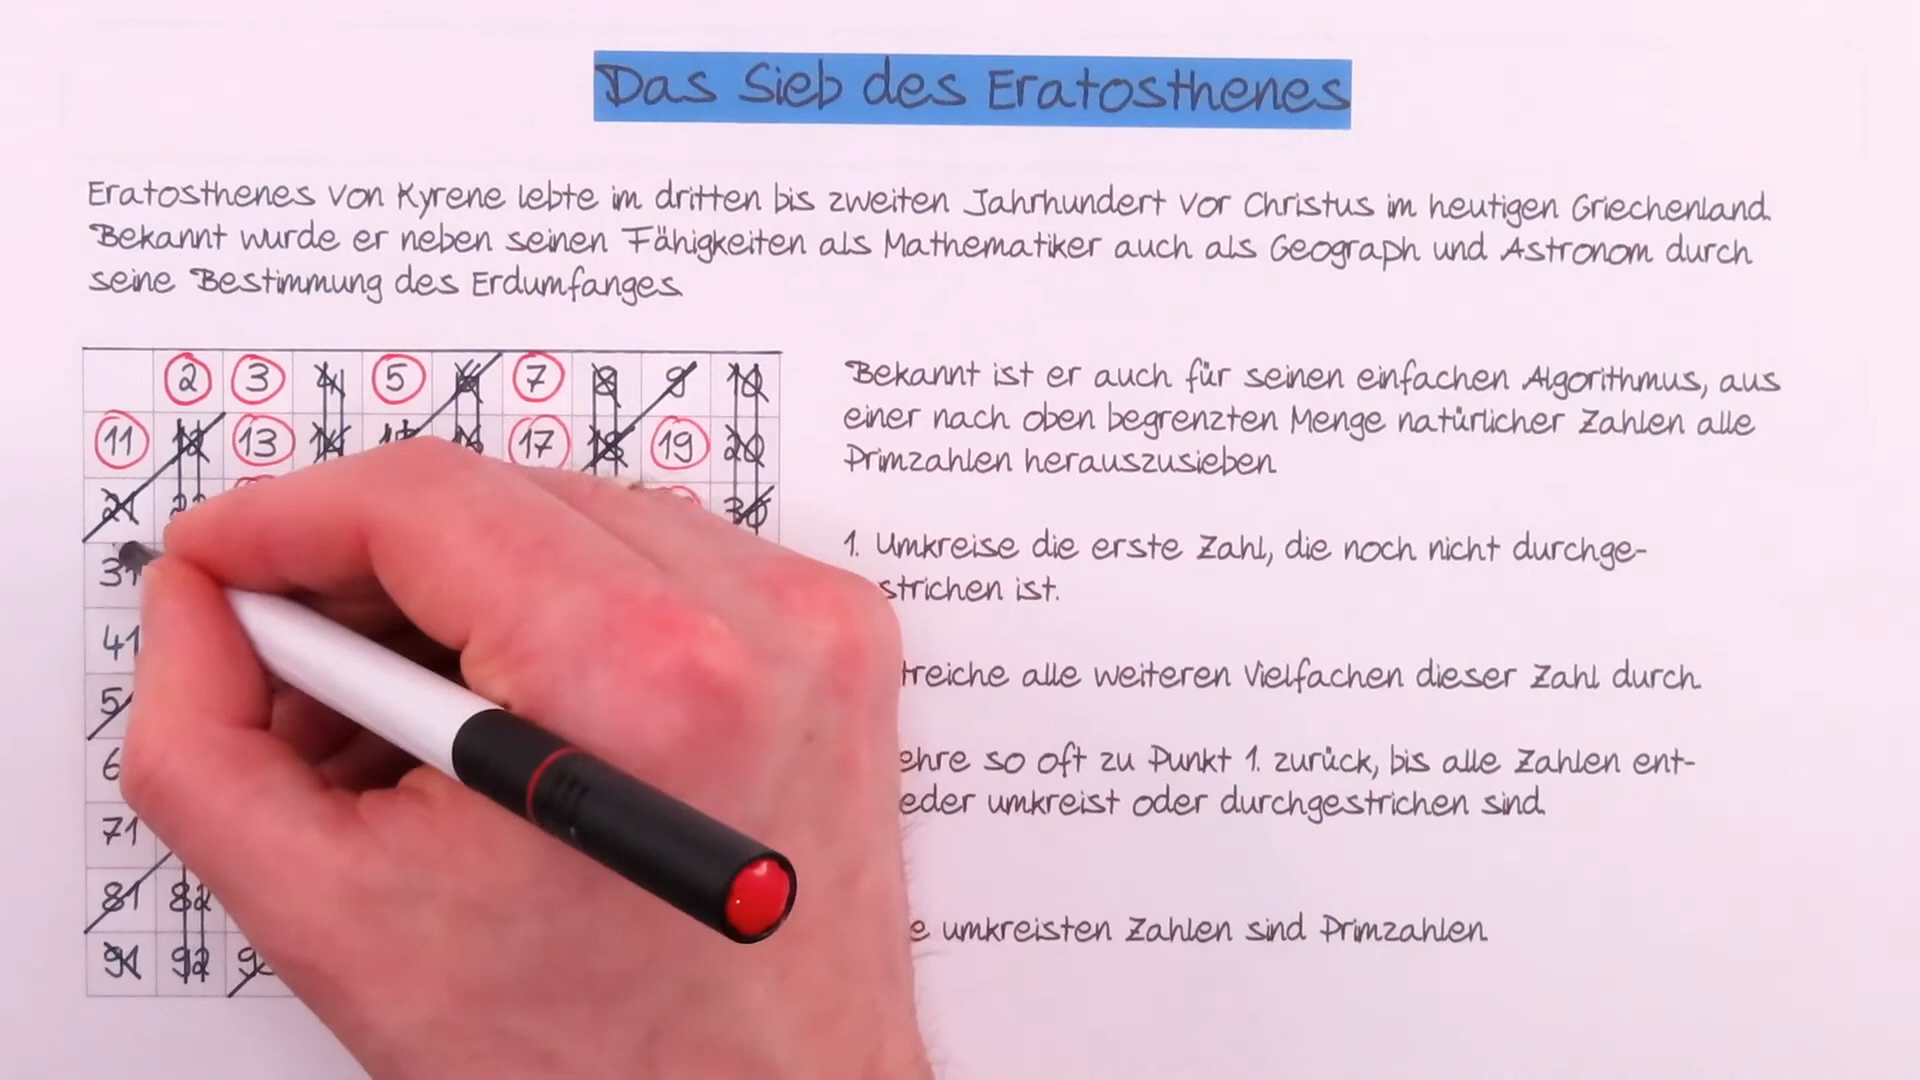 Das Sieb des Eratosthenes
Eratosthenes von Kyrene lebte im dritten bis zweiten Jahrhundert vor Christus im heutigen Griechenland.
Bekannt wurde er neben seinen Fähigkeiten als Mathematiker auch als Geograph und Astronom durch
seine Bestimmung des Erdumfanges.
2 3 4 5 6 7 8 9 10
11 12 13 14 15 16 17 18 19 20
21 30
31
41
71
81 82
91 92
Bekannt ist er auch für seinen einfachen Algorithmus, aus
einer nach oben begrenzten Menge natürlicher Zahlen alle
Primzahlen herauszusieben.
1. Umkreise die erste Zahl, die noch nicht durchge-
strichen ist.
treiche alle weiteren Vielfachen dieser Zahl durch.
ehre so oft zu Punkt 1. zurück, bis alle Zahlen ent-
eder umkreist oder durchgestrichen sind.
e umkreisten Zahlen sind Primzahlen.